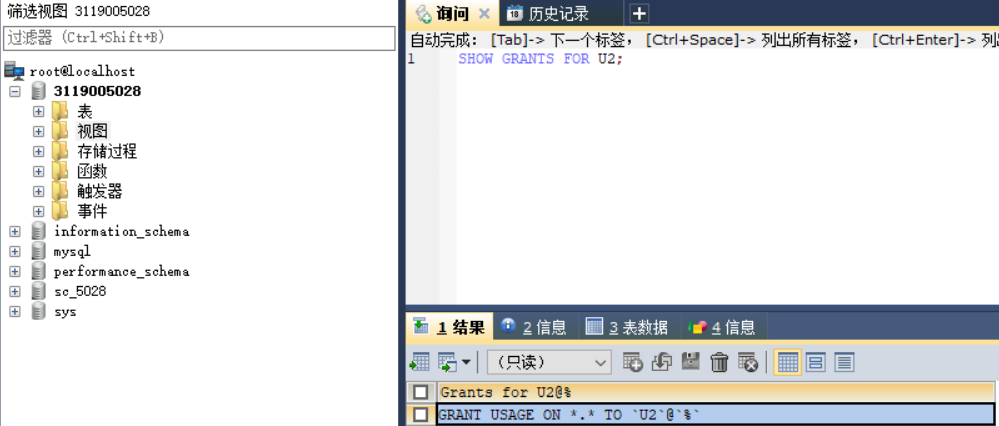 筛选视图 3119005028
过滤器 (Ctrl+Shift+B)
root@localhost
3119005028
表
视图
存储过程
函数
触发器
事件
information_schema
mysql
performance_schema
sc_5028
sys
询问
历史记录
自动完成: [Tab]-> 下一个标签, [Ctrl+Space]-> 列出所有标签, [Ctrl+Enter]-> 列
1 SHOW GRANTS FOR U2;
1 结果 2 信息 3 表数据 4 信息
(只读)
Grants for U2@%
GRANT USAGE ON *.* TO `U2`@`%`